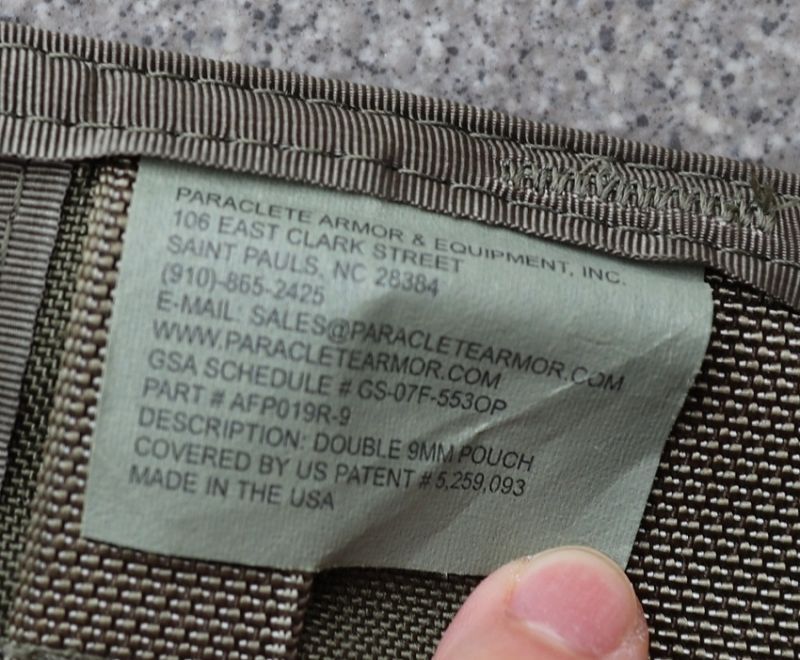 PARACLETE ARMOR & EQUIPMENT, INC.
106 EAST CLARK STREET
SAINT PAULS, NC 28384
(910)-865-2425
E-MAIL: SALES@PARACLETEARMOR.COM
WWW.PARACLETEARMOR.COM
GSA SCHEDULE # GS-07F-553OP
PART # AFP019R-9
DESCRIPTION: DOUBLE 9MM POUCH
COVERED BY US PATENT # 5,259,093
MADE IN THE USA